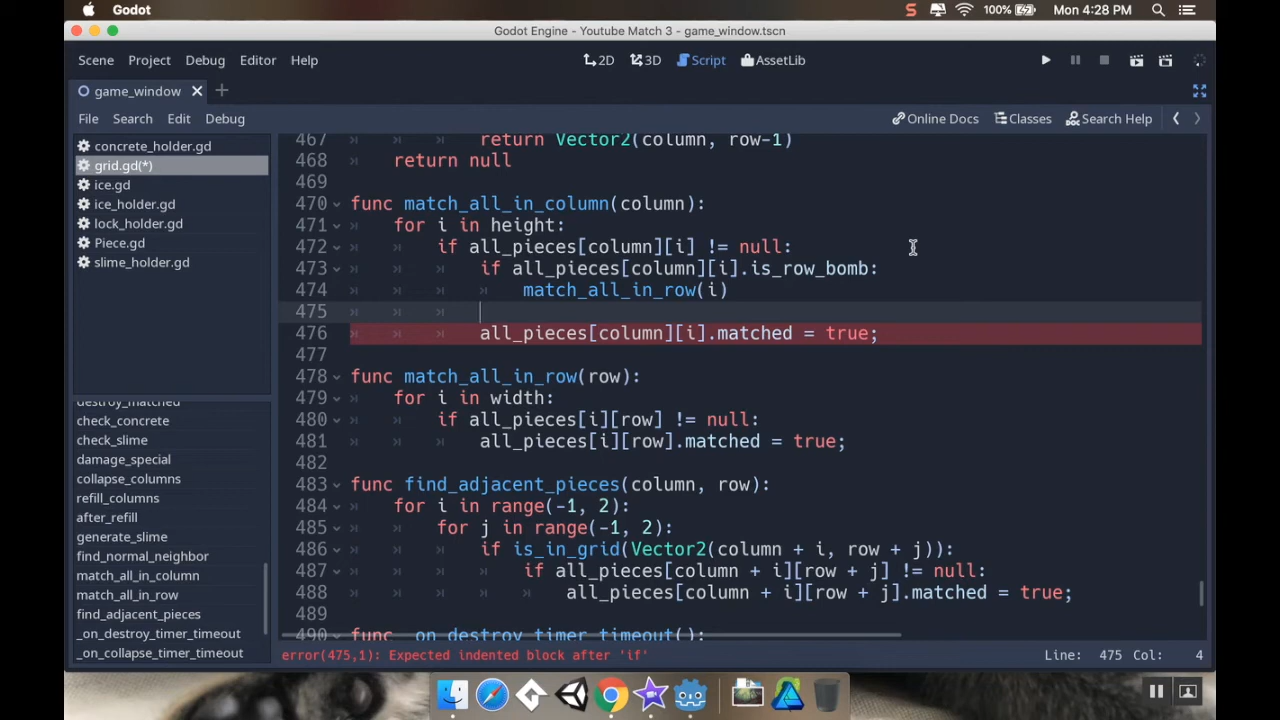 Godot
100%
Mon 4:28 PM
Godot Engine - Youtube Match 3 - game_window.tscn
Scene Project Debug Editor Help
2D 3D Script AssetLib
game_window
File Search Edit Debug
Online Docs Classes Search Help
concrete_holder.gd
grid.gd(*)
ice.gd
ice_holder.gd
lock_holder.gd
Piece.gd
slime_holder.gd
destroy_matched
check_concrete
check_slime
damage_special
collapse_columns
refill_columns
after_refill
generate_slime
find_normal_neighbor
match_all_in_column
match_all_in_row
find_adjacent_pieces
_on_destroy_timer_timeout
_on_collapse_timer_timeout
467 return Vector2(column, row-1)
468 return null
469
470 func match_all_in_column(column):
471 for i in height:
472 if all_pieces[column][i] != null:
473 if all_pieces[column][i].is_row_bomb:
474 match_all_in_row(i)
475
476 all_pieces[column][i].matched = true;
477
478 func match_all_in_row(row):
479 for i in width:
480 if all_pieces[i][row] != null:
481 all_pieces[i][row].matched = true;
482
483 func find_adjacent_pieces(column, row):
484 for i in range(-1, 2):
485 for j in range(-1, 2):
486 if is_in_grid(Vector2(column + i, row + j)):
487 if all_pieces[column + i][row + j] != null:
488 all_pieces[column + i][row + j].matched = true;
489
490 func _on_destroy_timer_timeout():
error(475,1): Expected indented block after 'if'
Line: 475 Col: 4